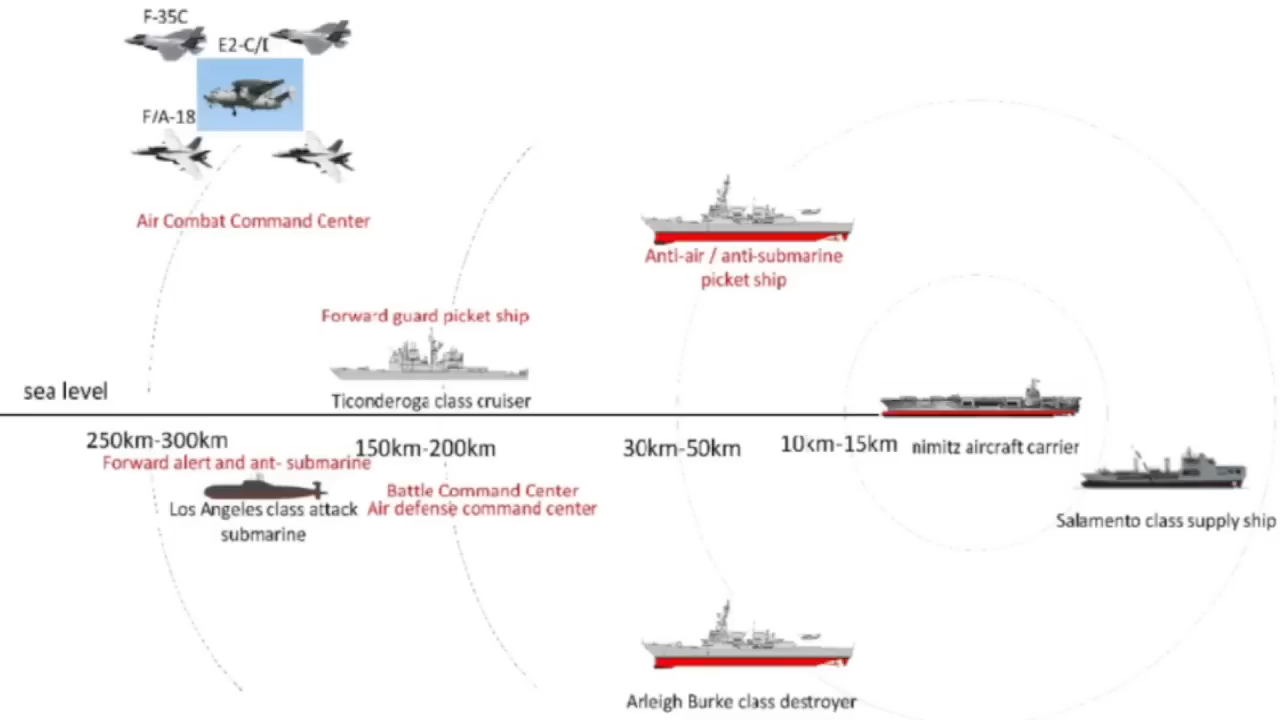 F-35C
E2-C/D
F/A-18
Air Combat Command Center
Anti-air / anti-submarine
picket ship
Forward guard picket ship
sea level
Ticonderoga class cruiser
250km-300km
150km-200km
30km-50km
10km-15km
nimitz aircraft carrier
Forward alert and ant- submarine
Los Angeles class attack
submarine
Battle Command Center
Air defense command center
Salamento class supply ship
Arleigh Burke class destroyer